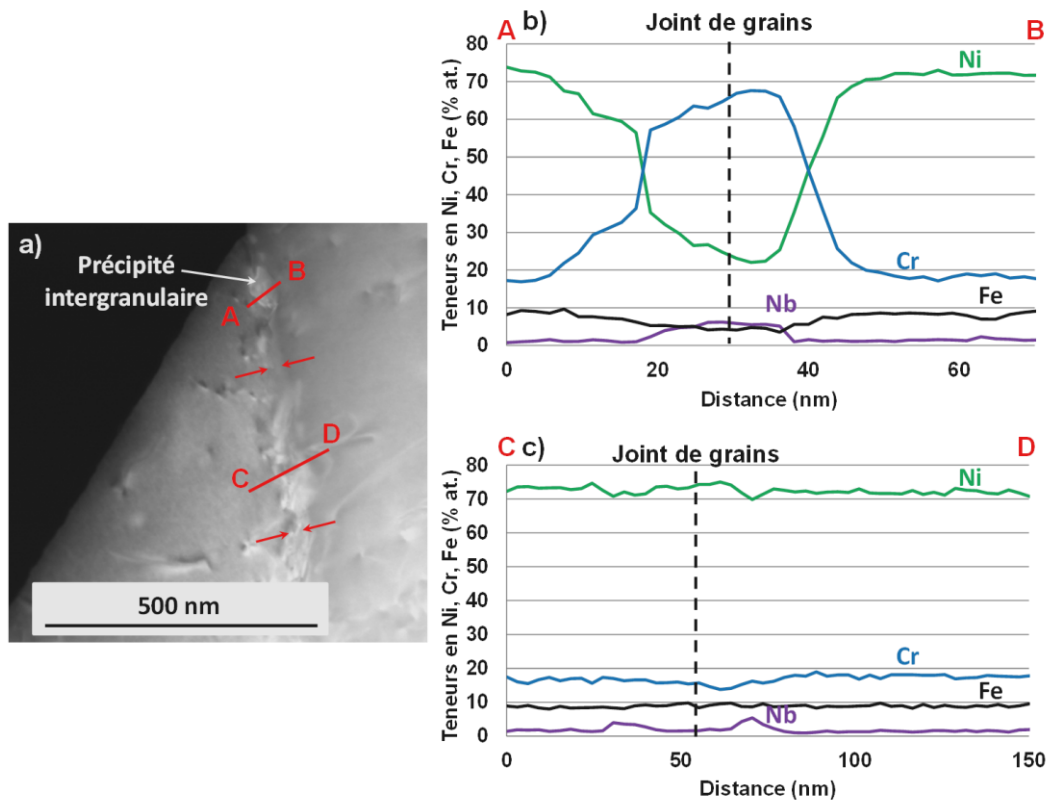 a)
Précipité
intergranulaire
B
A
D
C
500 nm
A b) B
Joint de grains
Teneurs en Ni, Cr, Fe (% at.)
80
70
60
50
40
30
20
10
0
Ni
Cr
Fe
Nb
0 20 40 60
Distance (nm)
C c) D
Joint de grains
Teneurs en Ni, Cr, Fe (% at.)
80
70
60
50
40
30
20
10
0
Ni
Cr
Fe
Nb
0 50 100 150
Distance (nm)